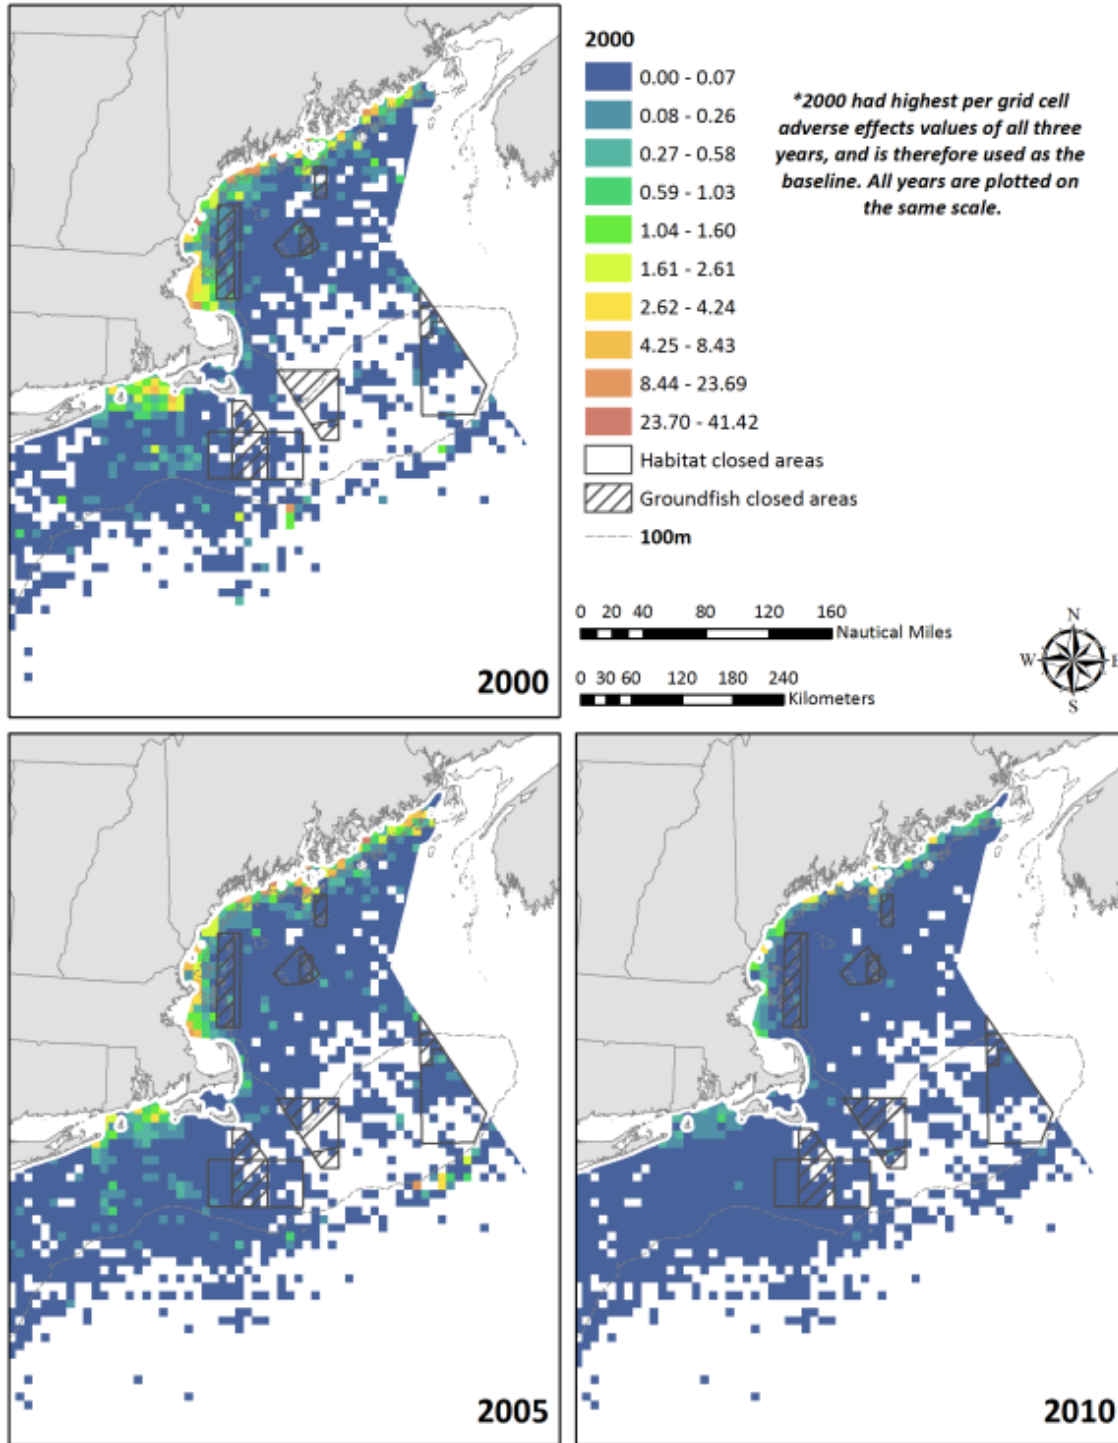 2000
0.00 - 0.07
0.08 - 0.26
0.27 - 0.58
0.59 - 1.03
1.04 - 1.60
1.61 - 2.61
2.62 - 4.24
4.25 - 8.43
8.44 - 23.69
23.70 - 41.42
Habitat closed areas
Groundfish closed areas
100m
*2000 had highest per grid cell
adverse effects values of all three
years, and is therefore used as the
baseline. All years are plotted on
the same scale.
0 20 40 80 120 160
Nautical Miles
0 30 60 120 180 240
Kilometers
N
W E
S
2000
2005
2010